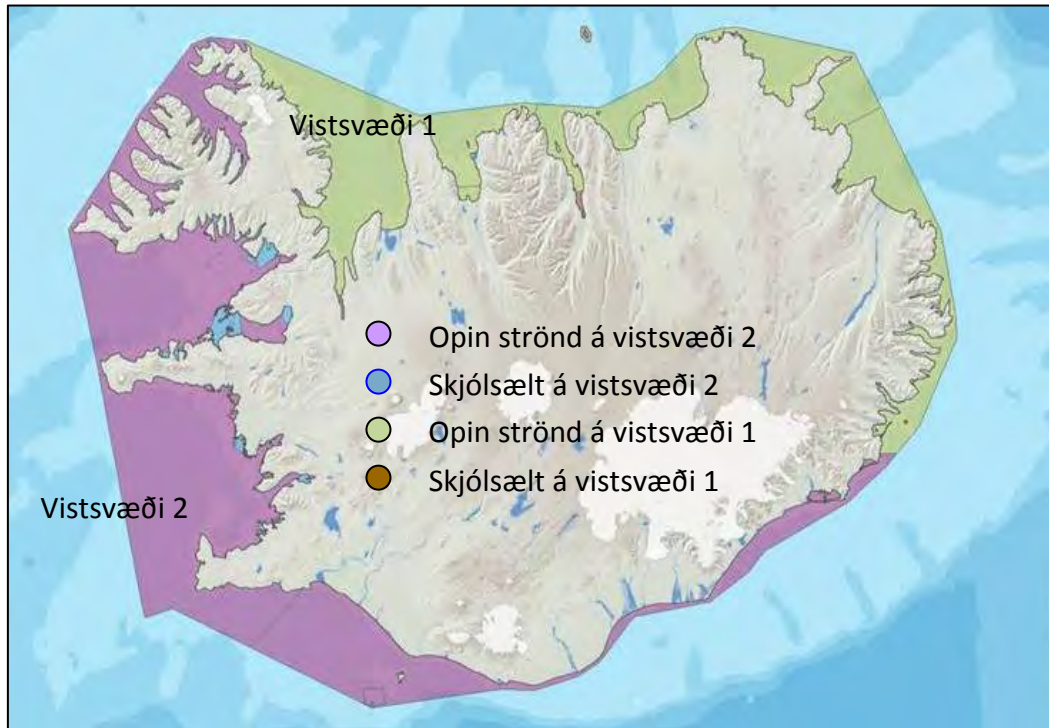 Vistsvæði 1
Opin strönd á vistsvæði 2
Skjólsælt á vistsvæði 2
Opin strönd á vistsvæði 1
Skjólsælt á vistsvæði 1
Vistsvæði 2